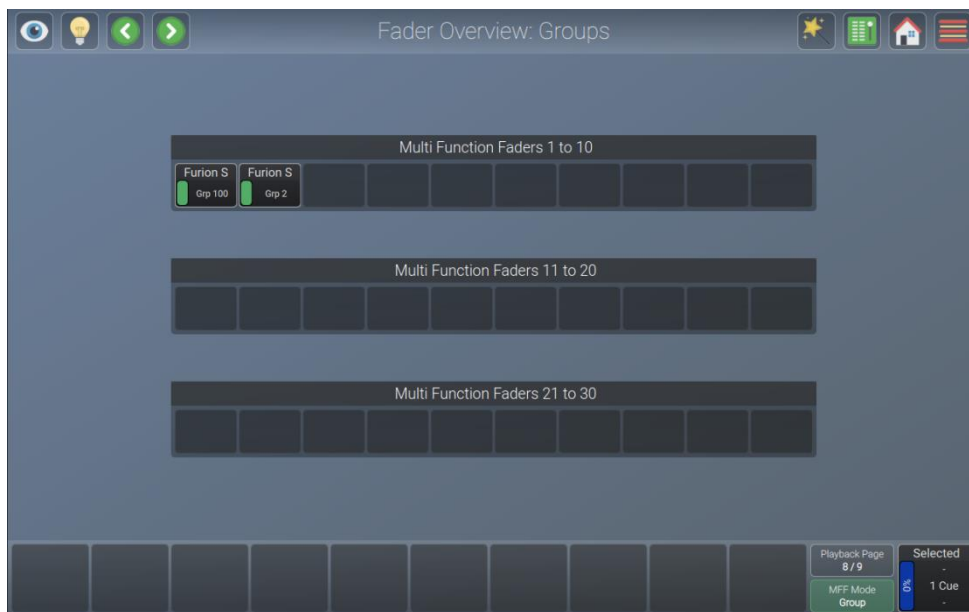 Fader Overview: Groups
Multi Function Faders 1 to 10
Furion S Furion S
Grp 100 Grp 2
Multi Function Faders 11 to 20
Multi Function Faders 21 to 30
Playback Page
8 / 9
MFF Mode
Group
Selected
-
0%
1 Cue
-